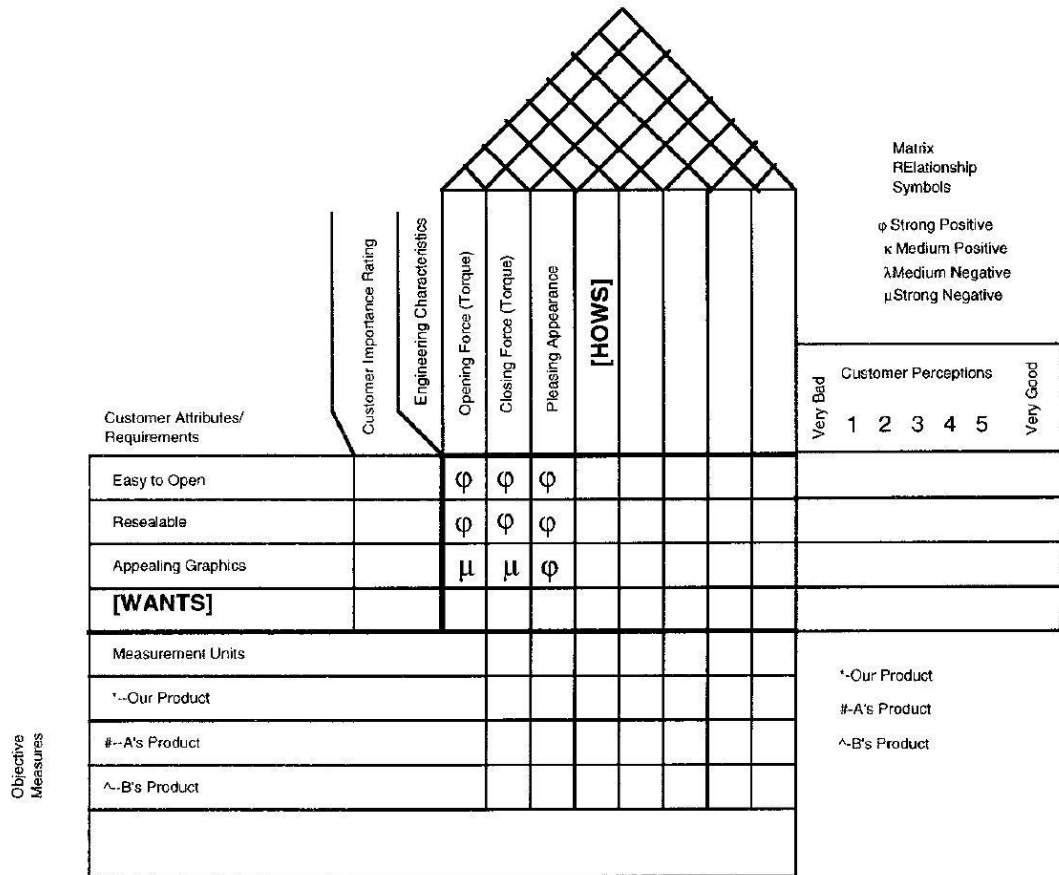 Matrix
RElationship
Symbols
φ Strong Positive
κ Medium Positive
λMedium Negative
μStrong Negative
Customer Importance Rating
Engineering Characteristics
Opening Force (Torque)
Closing Force (Torque)
Pleasing Appearance
[HOWS]
Very Bad
Customer Perceptions
1 2 3 4 5
Very Good
Customer Attributes/
Requirements
Easy to Open φ φ φ
Resealable φ φ φ
Appealing Graphics μ μ φ
[WANTS]
Measurement Units
*--Our Product
#--A's Product
^--B's Product
Objective
Measures
*-Our Product
#-A's Product
^-B's Product